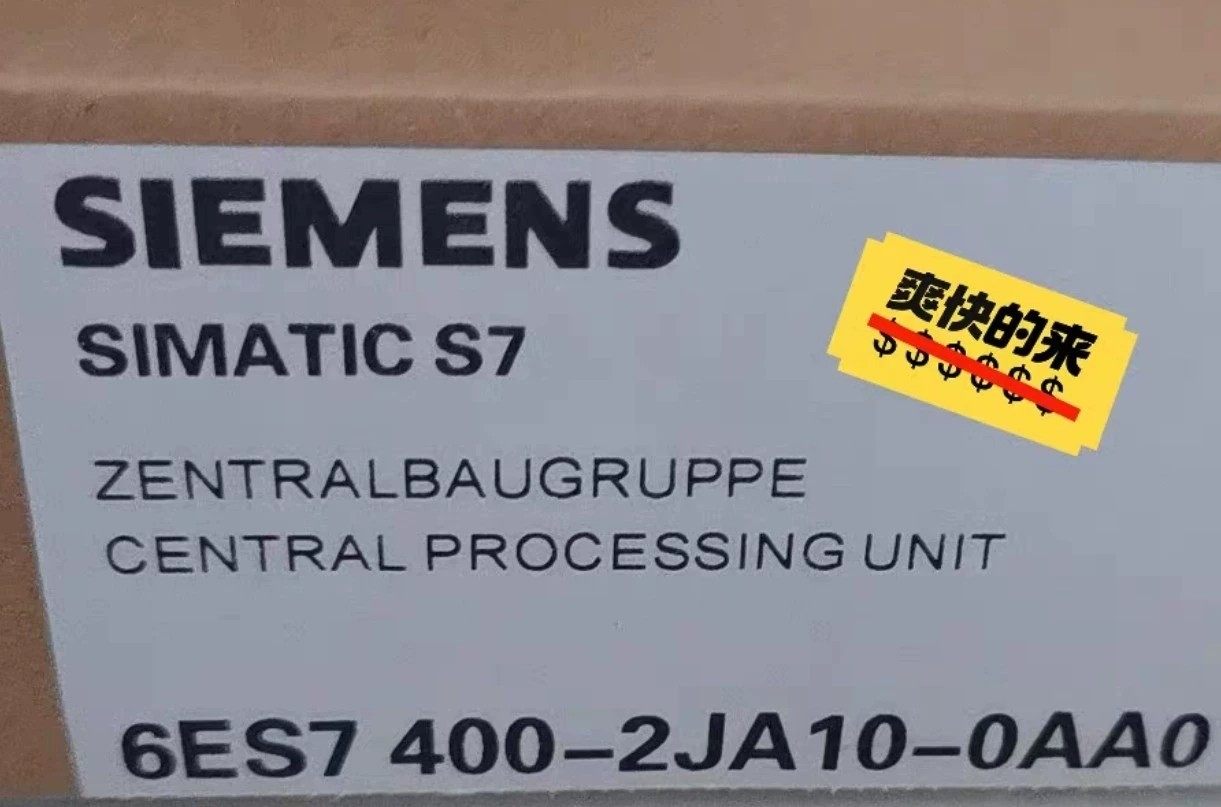 SIEMENS
SIMATIC S7
爽快的来
$$$$$$
ZENTRALBAUGRUPPE
CENTRAL PROCESSING UNIT
6ES7 400-2JA10-0AA0